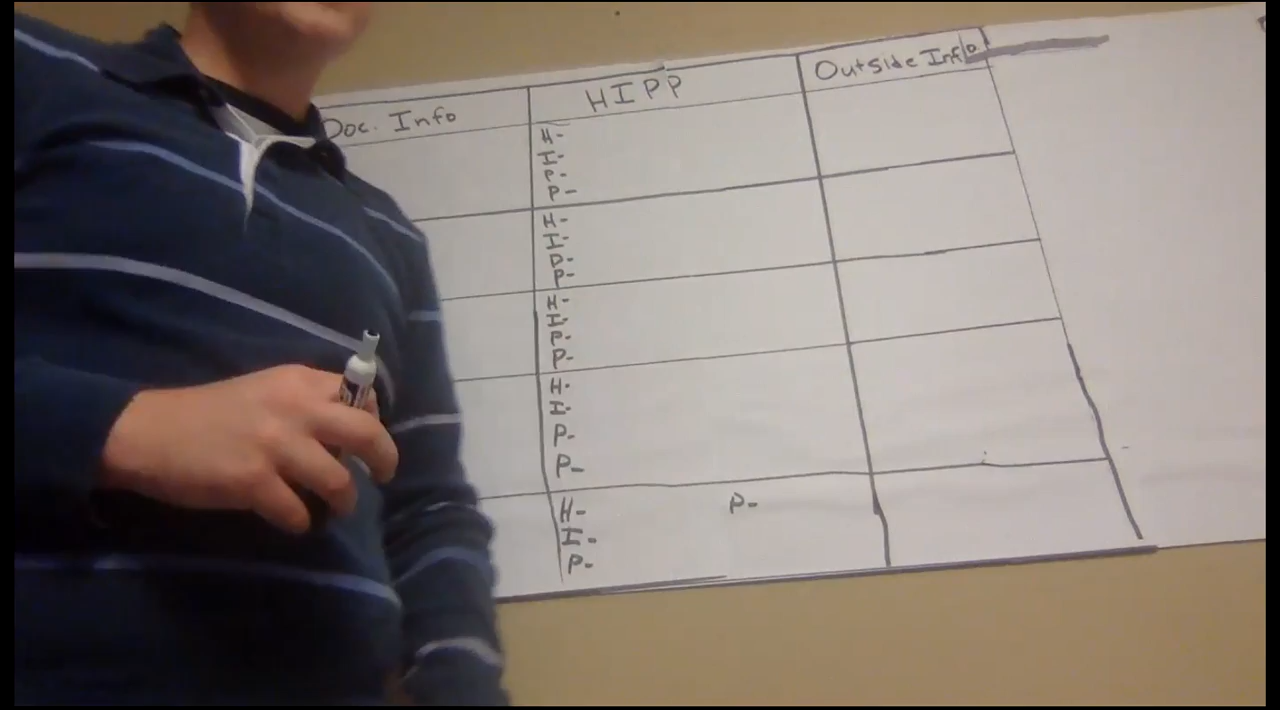 Doc. Info
HIPP
Outside Info
H-
I-
P-
P-
H-
I-
P-
P-
H-
I-
P-
P-
H-
I-
P-
P-
H-
P-
I-
P-